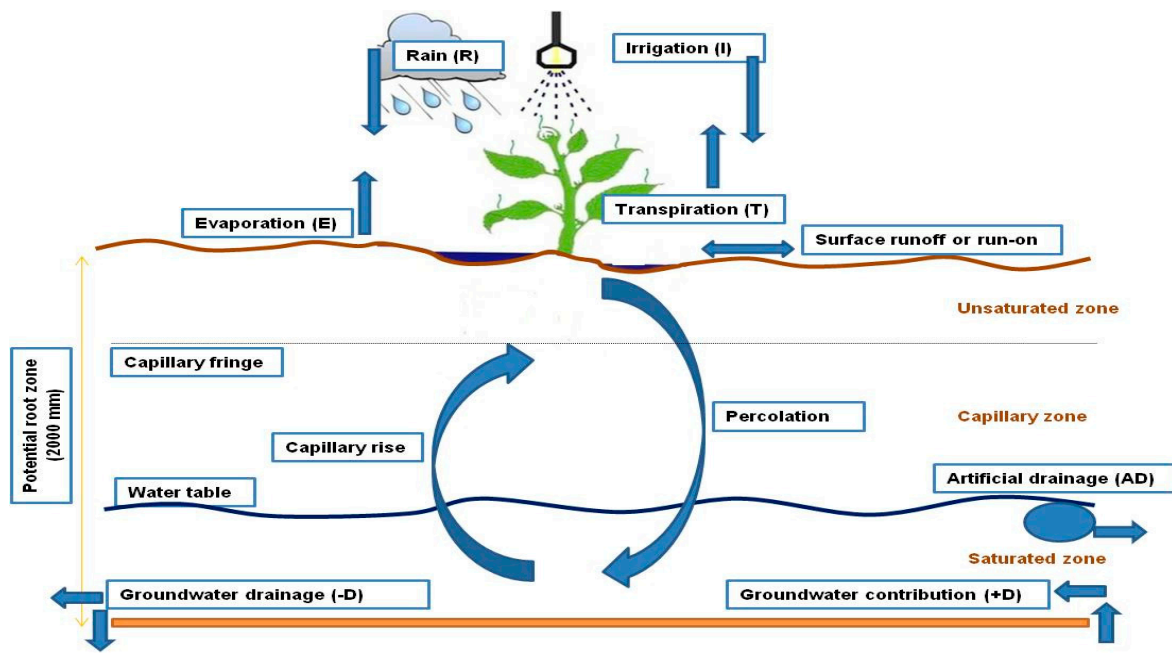 Rain (R)
Irrigation (I)
Evaporation (E)
Transpiration (T)
Surface runoff or run-on
Unsaturated zone
Potential root zone
(2000 mm)
Capillary fringe
Percolation
Capillary zone
Capillary rise
Water table
Artificial drainage (AD)
Saturated zone
Groundwater drainage (-D)
Groundwater contribution (+D)